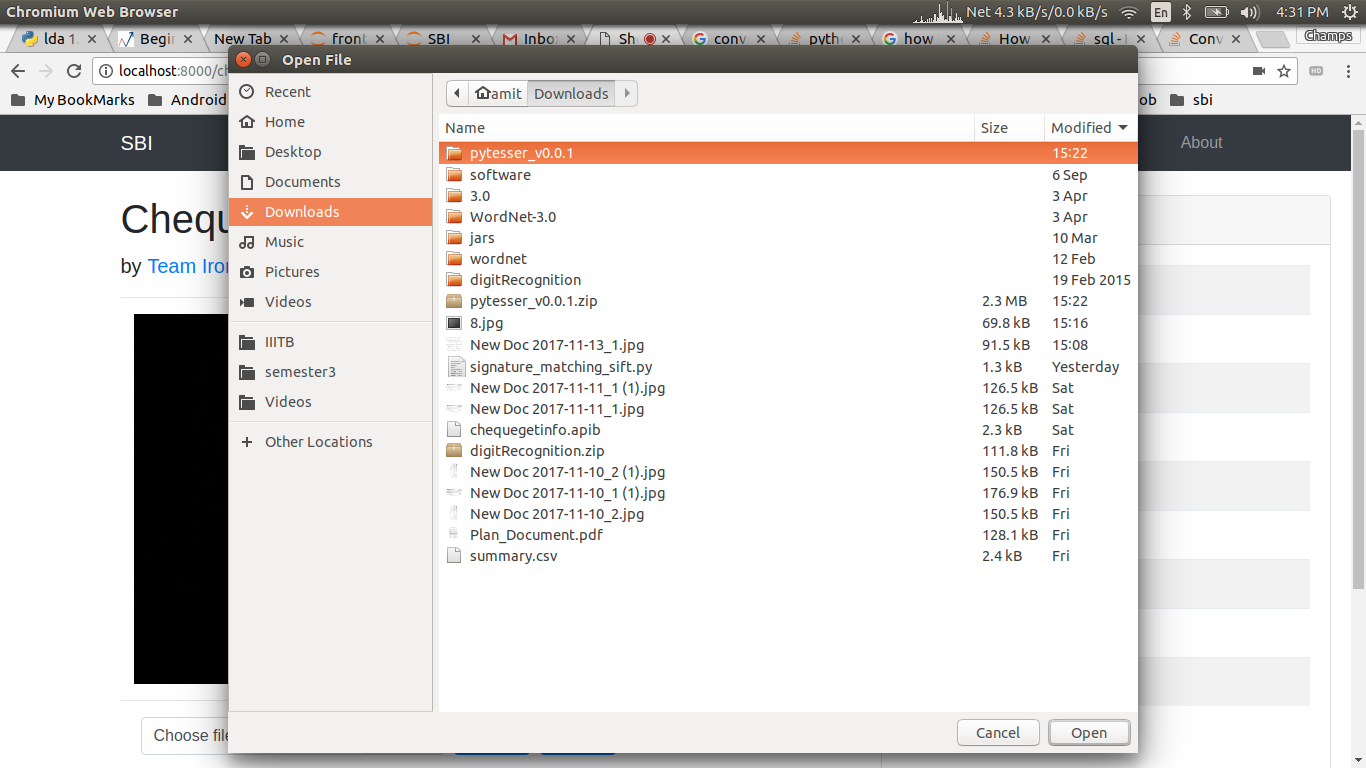 Chromium Web Browser Net 4.3 kB/s/0.0 kB/s En 4:31 PM
lda 1. Begin New Tab front SBI Inbo Sh conv pyth how How sql - Conv Champs
localhost:8000/ch HD
My BookMarks Android ob sbi
SBI About
Cheq
by Team Iron
Choose file
Open File
Recent
Home
Desktop
Documents
Downloads
Music
Pictures
Videos
IIITB
semester3
Videos
Other Locations
amit Downloads
Name Size Modified
pytesser_v0.0.1 15:22
software 6 Sep
3.0 3 Apr
WordNet-3.0 3 Apr
jars 10 Mar
wordnet 12 Feb
digitRecognition 19 Feb 2015
pytesser_v0.0.1.zip 2.3 MB 15:22
8.jpg 69.8 kB 15:16
New Doc 2017-11-13_1.jpg 91.5 kB 15:08
signature_matching_sift.py 1.3 kB Yesterday
New Doc 2017-11-11_1 (1).jpg 126.5 kB Sat
New Doc 2017-11-11_1.jpg 126.5 kB Sat
chequegetinfo.apib 2.3 kB Sat
digitRecognition.zip 111.8 kB Fri
New Doc 2017-11-10_2 (1).jpg 150.5 kB Fri
New Doc 2017-11-10_1 (1).jpg 176.9 kB Fri
New Doc 2017-11-10_2.jpg 150.5 kB Fri
Plan_Document.pdf 128.1 kB Fri
summary.csv 2.4 kB Fri
Cancel Open